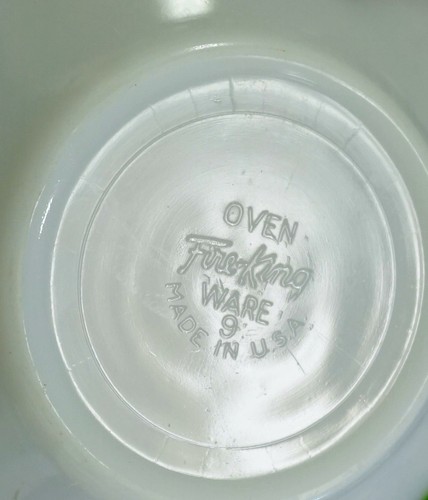 OVEN
Fire-King
WARE
9
MADE IN U.S.A.